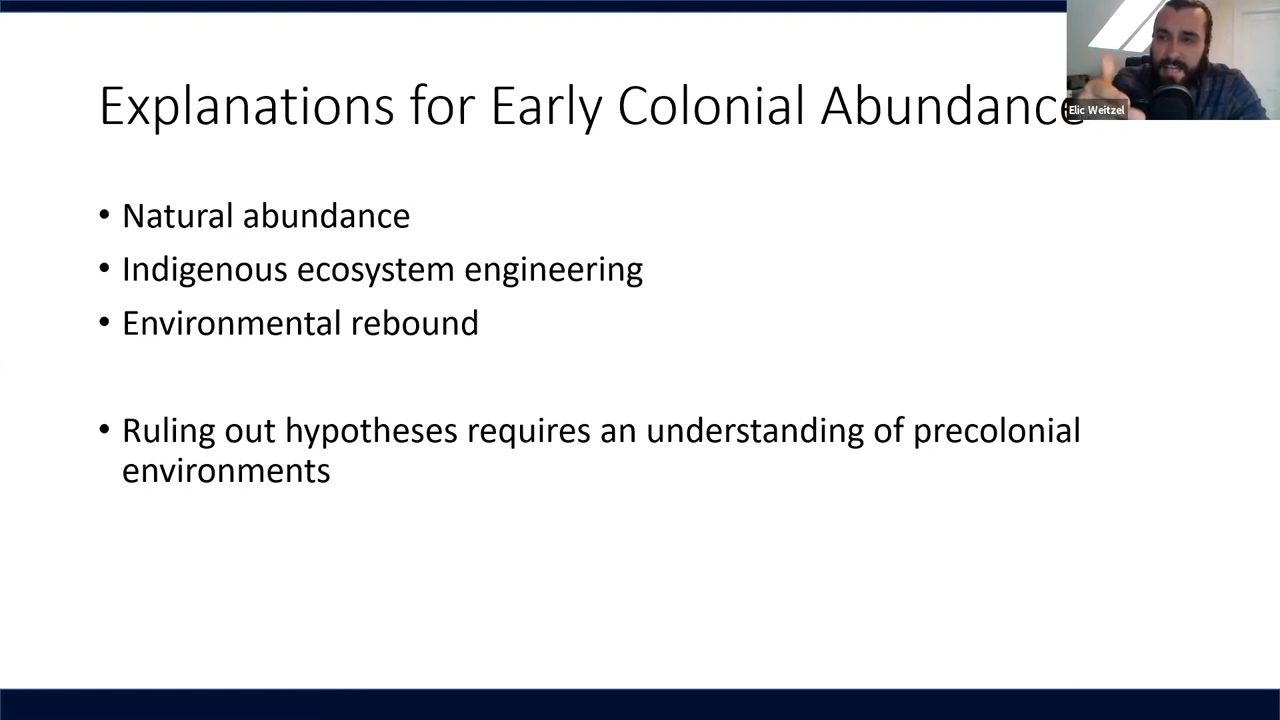 Explanations for Early Colonial Abundance
Elic Weitzel
• Natural abundance
• Indigenous ecosystem engineering
• Environmental rebound
• Ruling out hypotheses requires an understanding of precolonial
environments